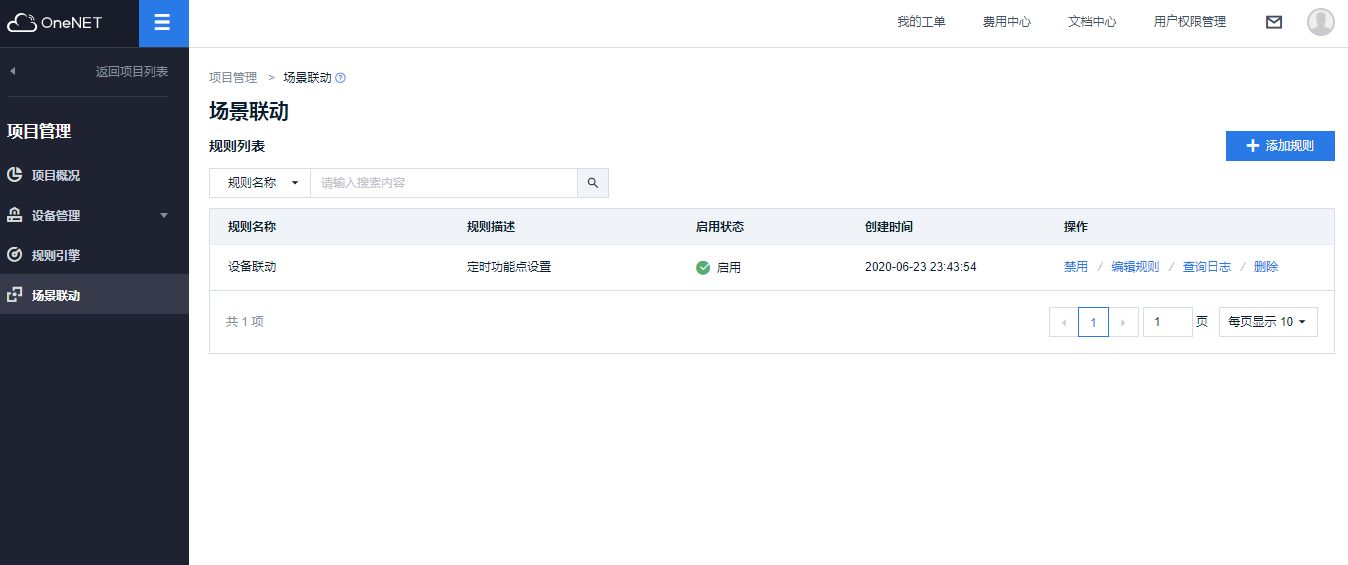 OneNET
我的工单 费用中心 文档中心 用户权限管理
返回项目列表
项目管理
项目概况
设备管理
规则引擎
场景联动
项目管理 > 场景联动 ?
场景联动
规则列表
添加规则
规则名称 请输入搜索内容
规则名称 规则描述 启用状态 创建时间 操作
设备联动 定时功能点设置 启用 2020-06-23 23:43:54 禁用 / 编辑规则 / 查询日志 / 删除
共 1 项 1 1 页 每页显示 10